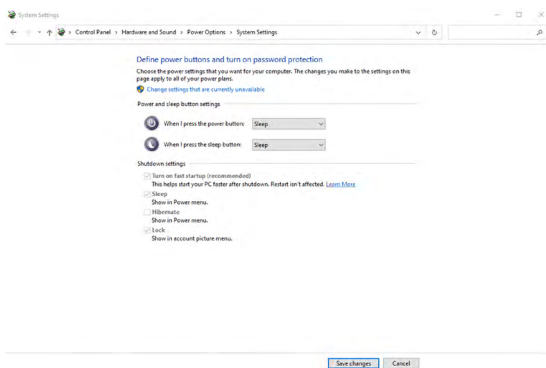 System Settings
Control Panel > Hardware and Sound > Power Options > System Settings
Define power buttons and turn on password protection
Choose the power settings that you want for your computer. The changes you make to the settings on this
page apply to all of your power plans.
Change settings that are currently unavailable
Power and sleep button settings
When I press the power button: Sleep
When I press the sleep button: Sleep
Shutdown settings
Turn on fast startup (recommended)
This helps start your PC faster after shutdown. Restart isn't affected. Learn More
Sleep
Show in Power menu.
Hibernate
Show in Power menu.
Lock
Show in account picture menu.
Save changes Cancel